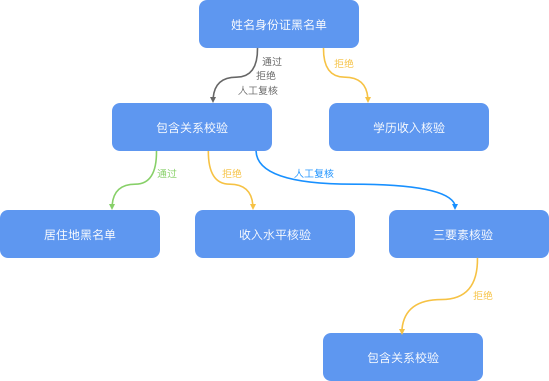 姓名身份证黑名单
通过
拒绝
人工复核
拒绝
包含关系校验
学历收入核验
通过
拒绝
人工复核
居住地黑名单
收入水平核验
三要素核验
拒绝
包含关系校验